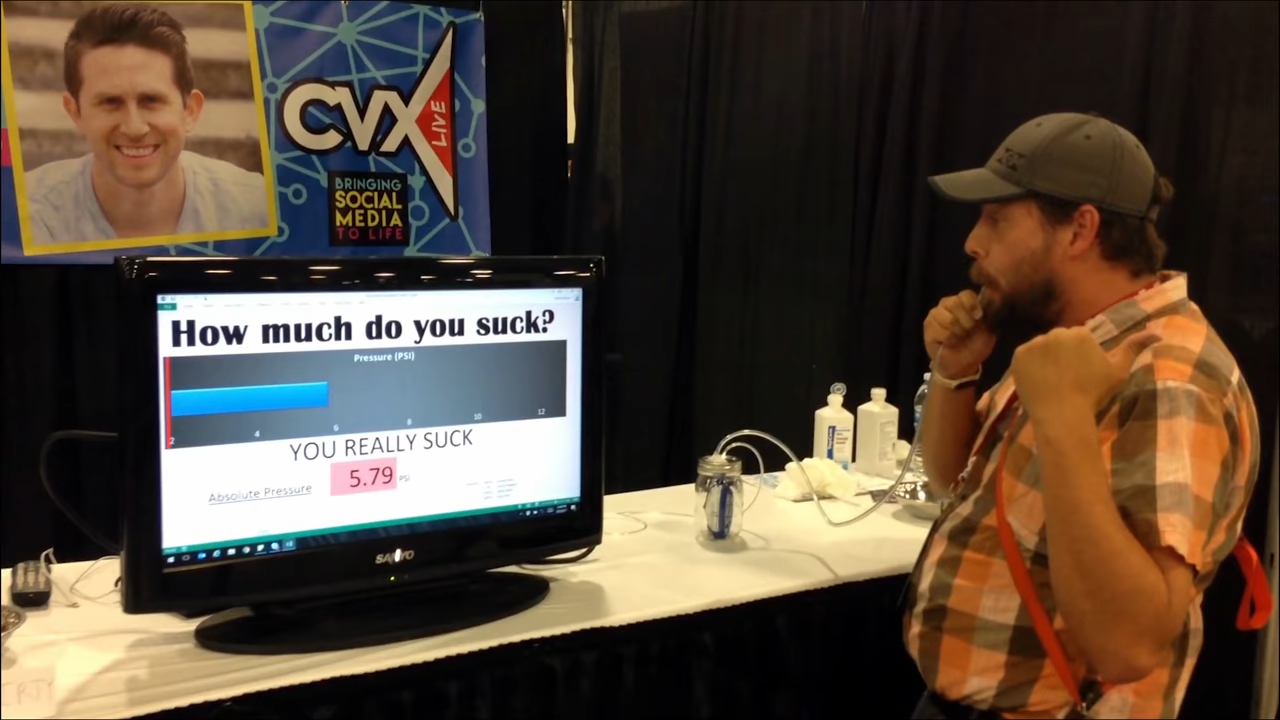 CVX
LIVE
BRINGING
SOCIAL
MEDIA
TO LIFE
How much do you suck?
Pressure (PSI)
2 4 6 8 10 12
YOU REALLY SUCK
Absolute Pressure 5.79 PSI
SANYO